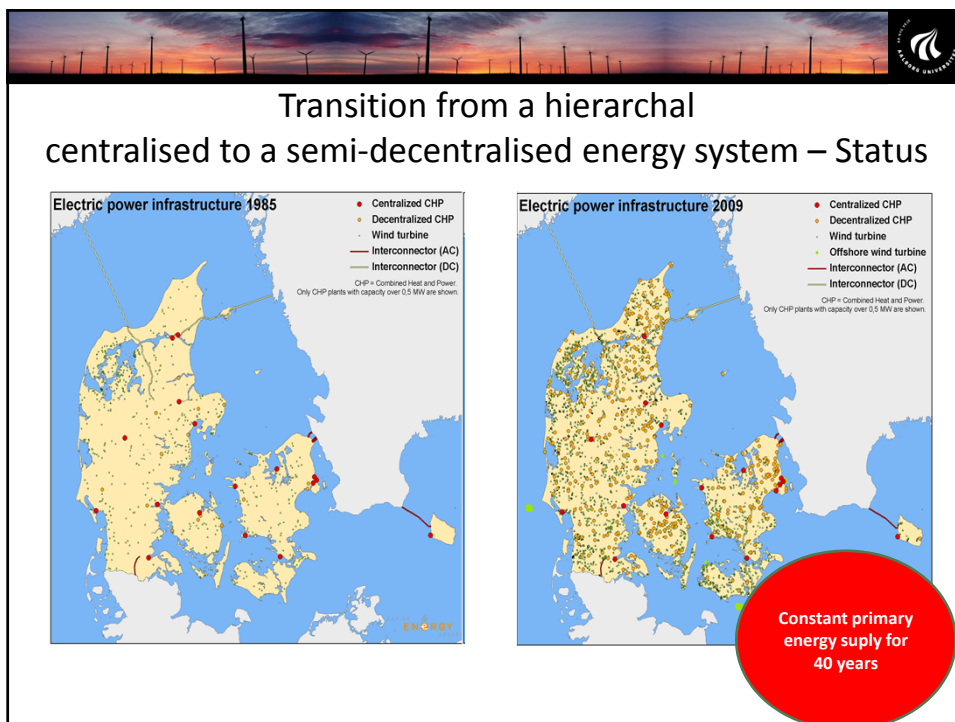 AALBORG UNIVERSITY
Transition from a hierarchal
centralised to a semi-decentralised energy system – Status
Electric power infrastructure 1985
Centralized CHP
Decentralized CHP
Wind turbine
Interconnector (AC)
Interconnector (DC)
CHP = Combined Heat and Power.
Only CHP plants with capacity over 0,5 MW are shown.
ENERGY
Electric power infrastructure 2009
Centralized CHP
Decentralized CHP
Wind turbine
Offshore wind turbine
Interconnector (AC)
Interconnector (DC)
CHP = Combined Heat and Power.
Only CHP plants with capacity over 0,5 MW are shown.
Constant primary
energy suply for
40 years